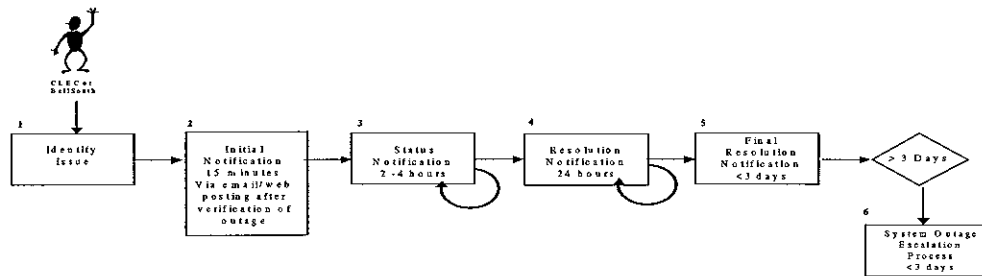 CLEC or
BellSouth
1
Identify
Issue
2
Initial
Notification
15 minutes
Via email/web
posting after
verification of
outage
3
Status
Notification
2 -4 hours
4
Resolution
Notification
24 hours
5
Final
Resolution
Notification
<3 days
> 3 Days
6
System Outage
Escalation
Process
<3 days